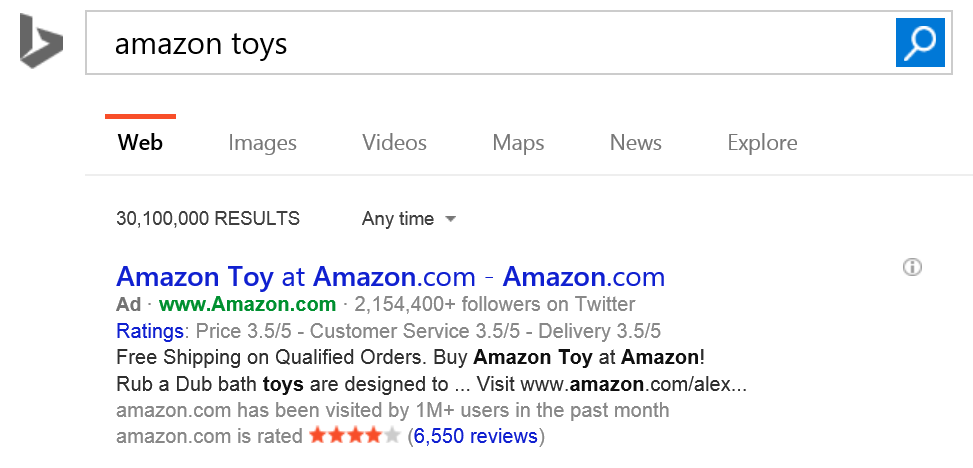 amazon toys
Web Images Videos Maps News Explore
30,100,000 RESULTS Any time
Amazon Toy at Amazon.com - Amazon.com
Ad · www.Amazon.com · 2,154,400+ followers on Twitter
Ratings: Price 3.5/5 - Customer Service 3.5/5 - Delivery 3.5/5
Free Shipping on Qualified Orders. Buy Amazon Toy at Amazon!
Rub a Dub bath toys are designed to ... Visit www.amazon.com/alex...
amazon.com has been visited by 1M+ users in the past month
amazon.com is rated ★★★★★ (6,550 reviews)